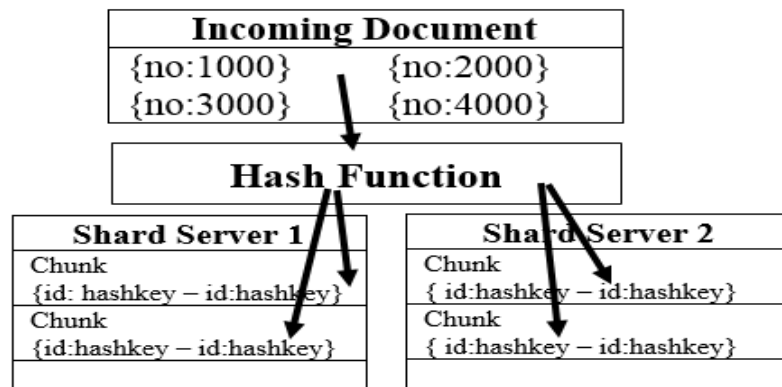 Incoming Document
{no:1000} {no:2000}
{no:3000} {no:4000}
Hash Function
Shard Server 1
Chunk
{id: hashkey – id:hashkey}
Chunk
{id:hashkey – id:hashkey}
Shard Server 2
Chunk
{ id:hashkey – id:hashkey}
Chunk
{ id:hashkey – id:hashkey}